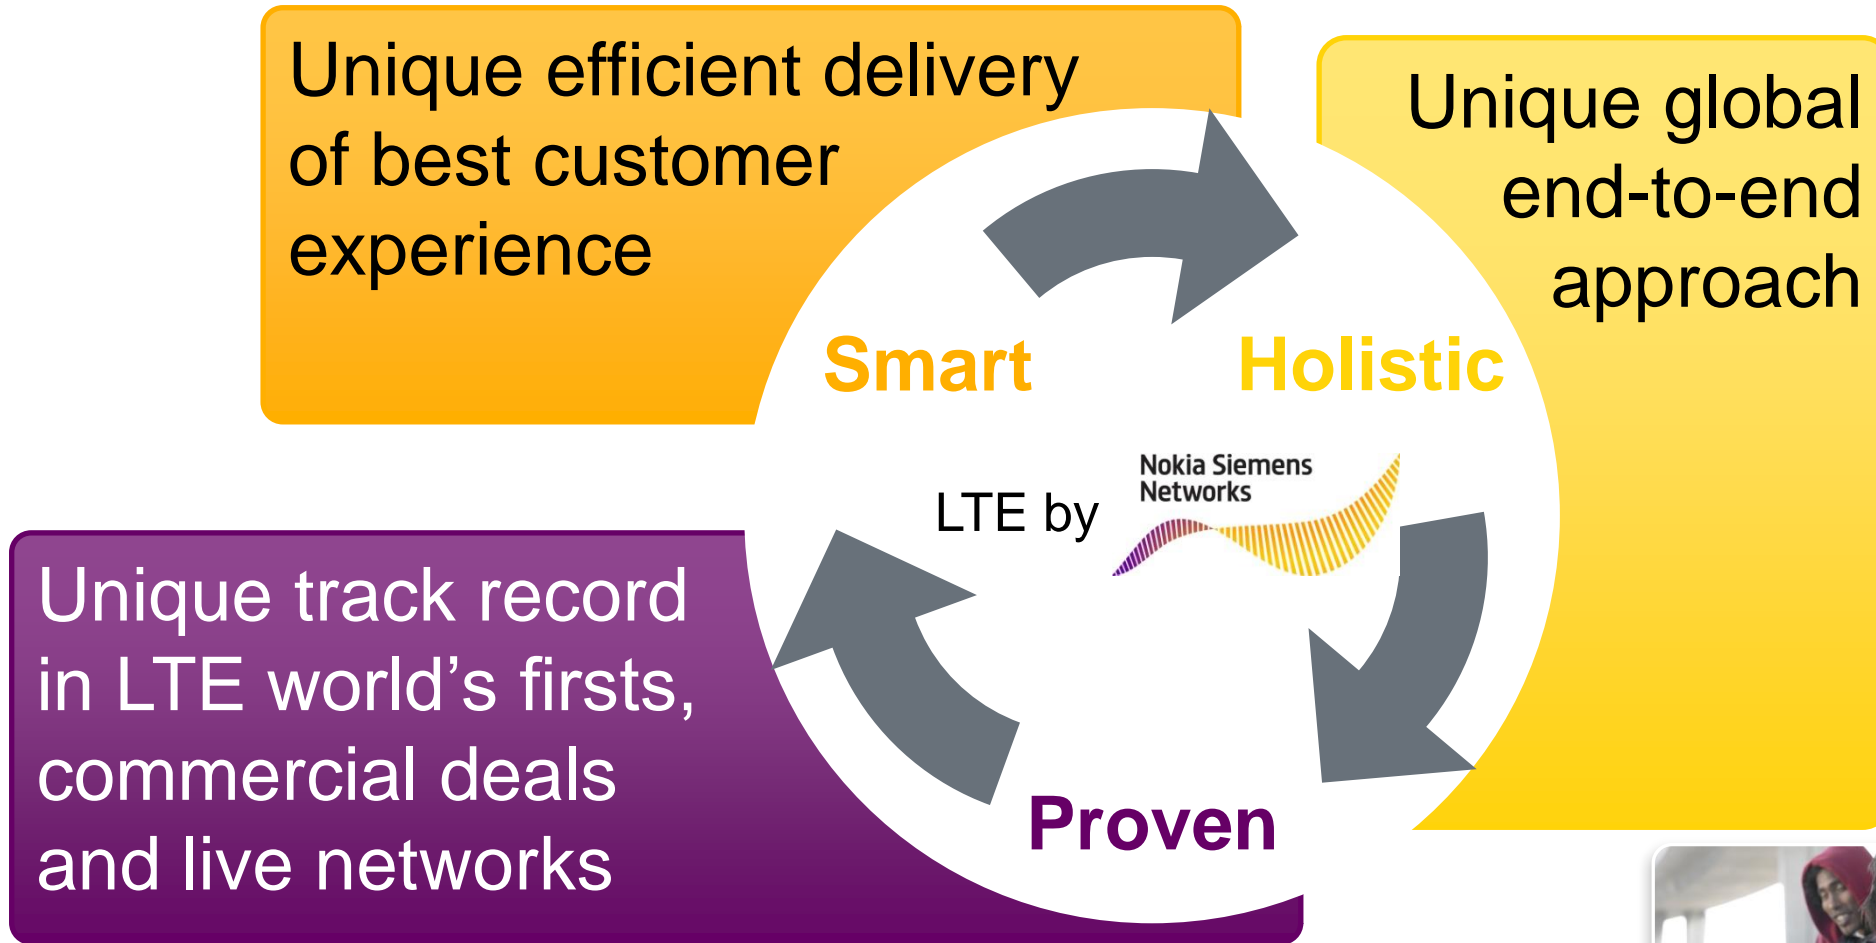 Unique efficient delivery
of best customer
experience
Unique global
end-to-end
approach
Smart
Holistic
LTE by
Nokia Siemens
Networks
Unique track record
in LTE world’s firsts,
commercial deals
and live networks
Proven